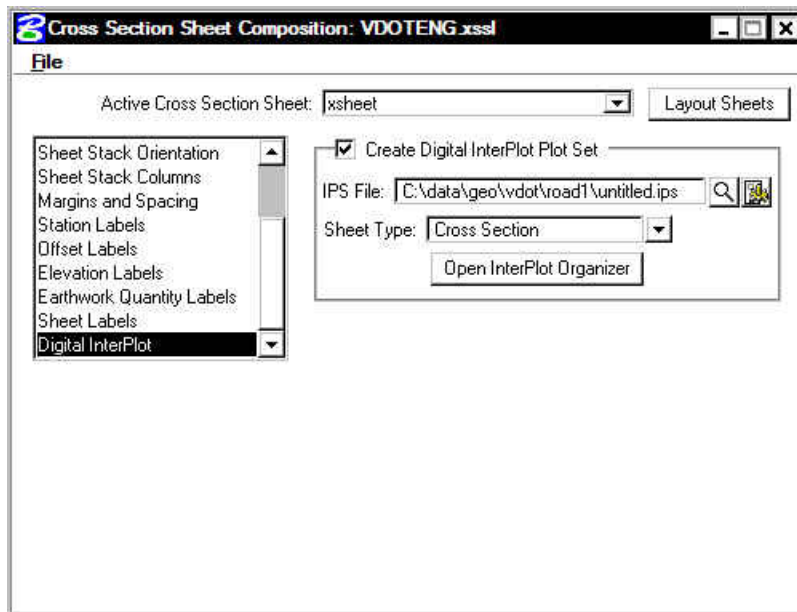 Cross Section Sheet Composition: VDOTENG.xssl
File
Active Cross Section Sheet: xsheet Layout Sheets
Sheet Stack Orientation
Sheet Stack Columns
Margins and Spacing
Station Labels
Offset Labels
Elevation Labels
Earthwork Quantity Labels
Sheet Labels
Digital InterPlot
Create Digital InterPlot Plot Set
IPS File: C:\data\geo\vdot\road1\untitled.ips
Sheet Type: Cross Section
Open InterPlot Organizer